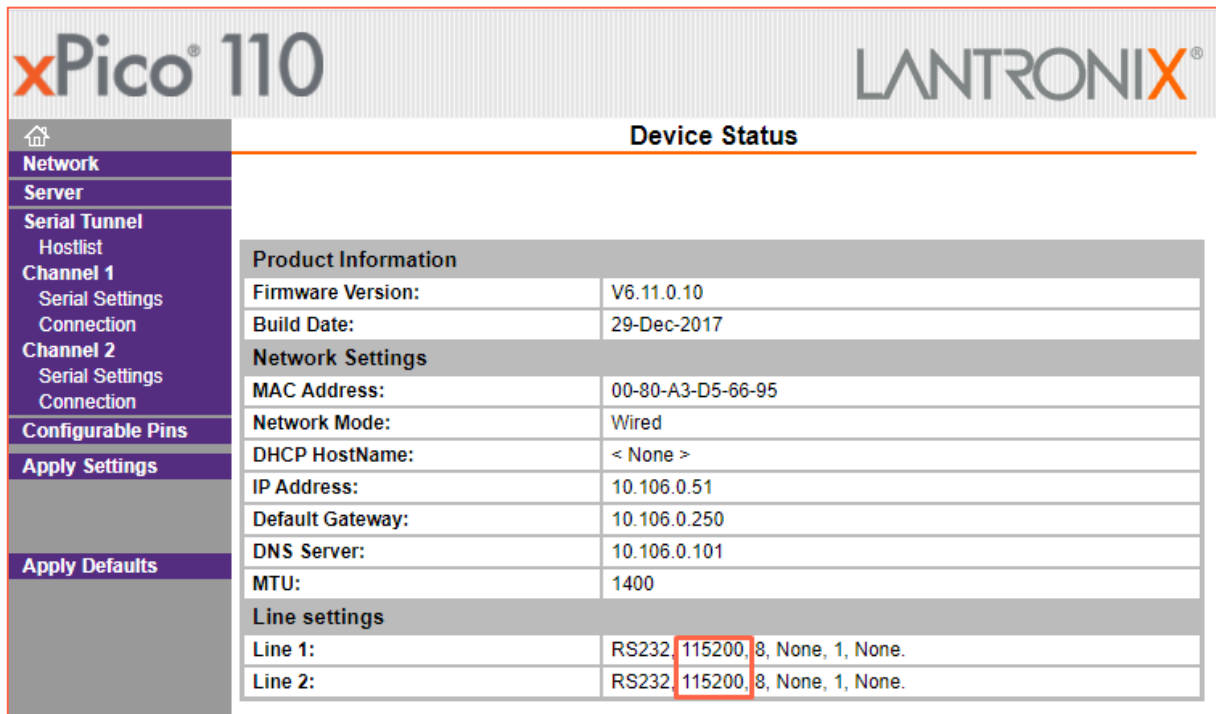 xPico® 110
LANTRONIX®
Device Status
Network
Server
Serial Tunnel
Hostlist
Channel 1
Serial Settings
Connection
Channel 2
Serial Settings
Connection
Configurable Pins
Apply Settings
Apply Defaults
Product Information
Firmware Version: V6.11.0.10
Build Date: 29-Dec-2017
Network Settings
MAC Address: 00-80-A3-D5-66-95
Network Mode: Wired
DHCP HostName: < None >
IP Address: 10.106.0.51
Default Gateway: 10.106.0.250
DNS Server: 10.106.0.101
MTU: 1400
Line settings
Line 1: RS232, 115200, 8, None, 1, None.
Line 2: RS232, 115200, 8, None, 1, None.